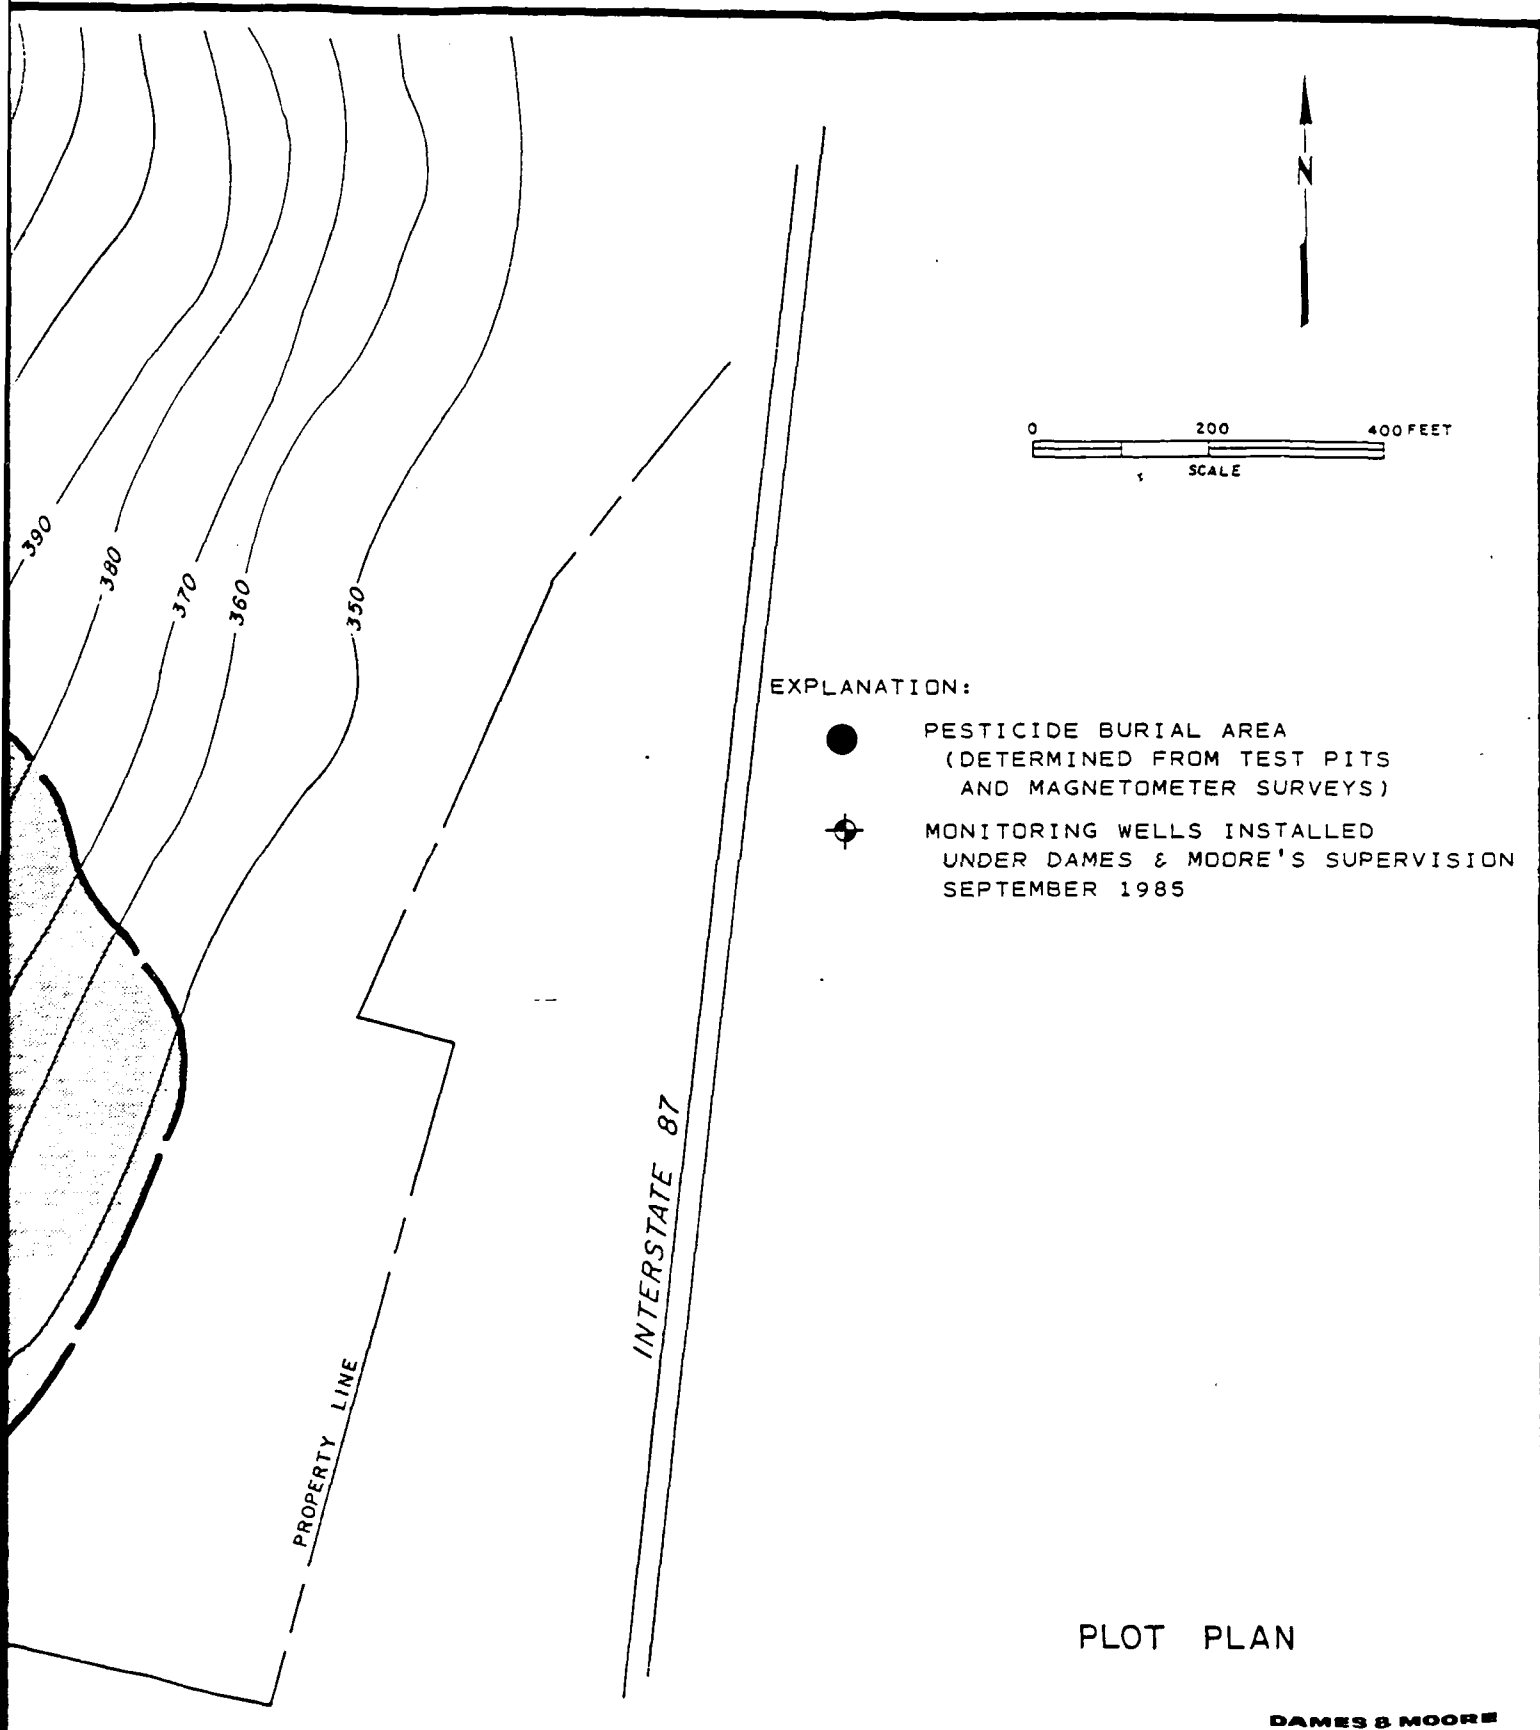 N
0 200 400 FEET
SCALE
390
380
370
360
350
EXPLANATION:
PESTICIDE BURIAL AREA
(DETERMINED FROM TEST PITS
AND MAGNETOMETER SURVEYS)
MONITORING WELLS INSTALLED
UNDER DAMES & MOORE'S SUPERVISION
SEPTEMBER 1985
INTERSTATE 87
PROPERTY LINE
PLOT PLAN
DAMES & MOORE